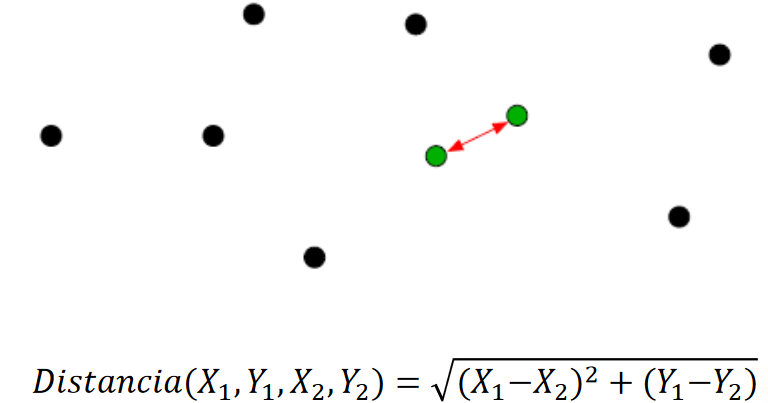 Distancia(X₁, Y₁, X₂, Y₂) = √(X₁−X₂)² + (Y₁−Y₂)